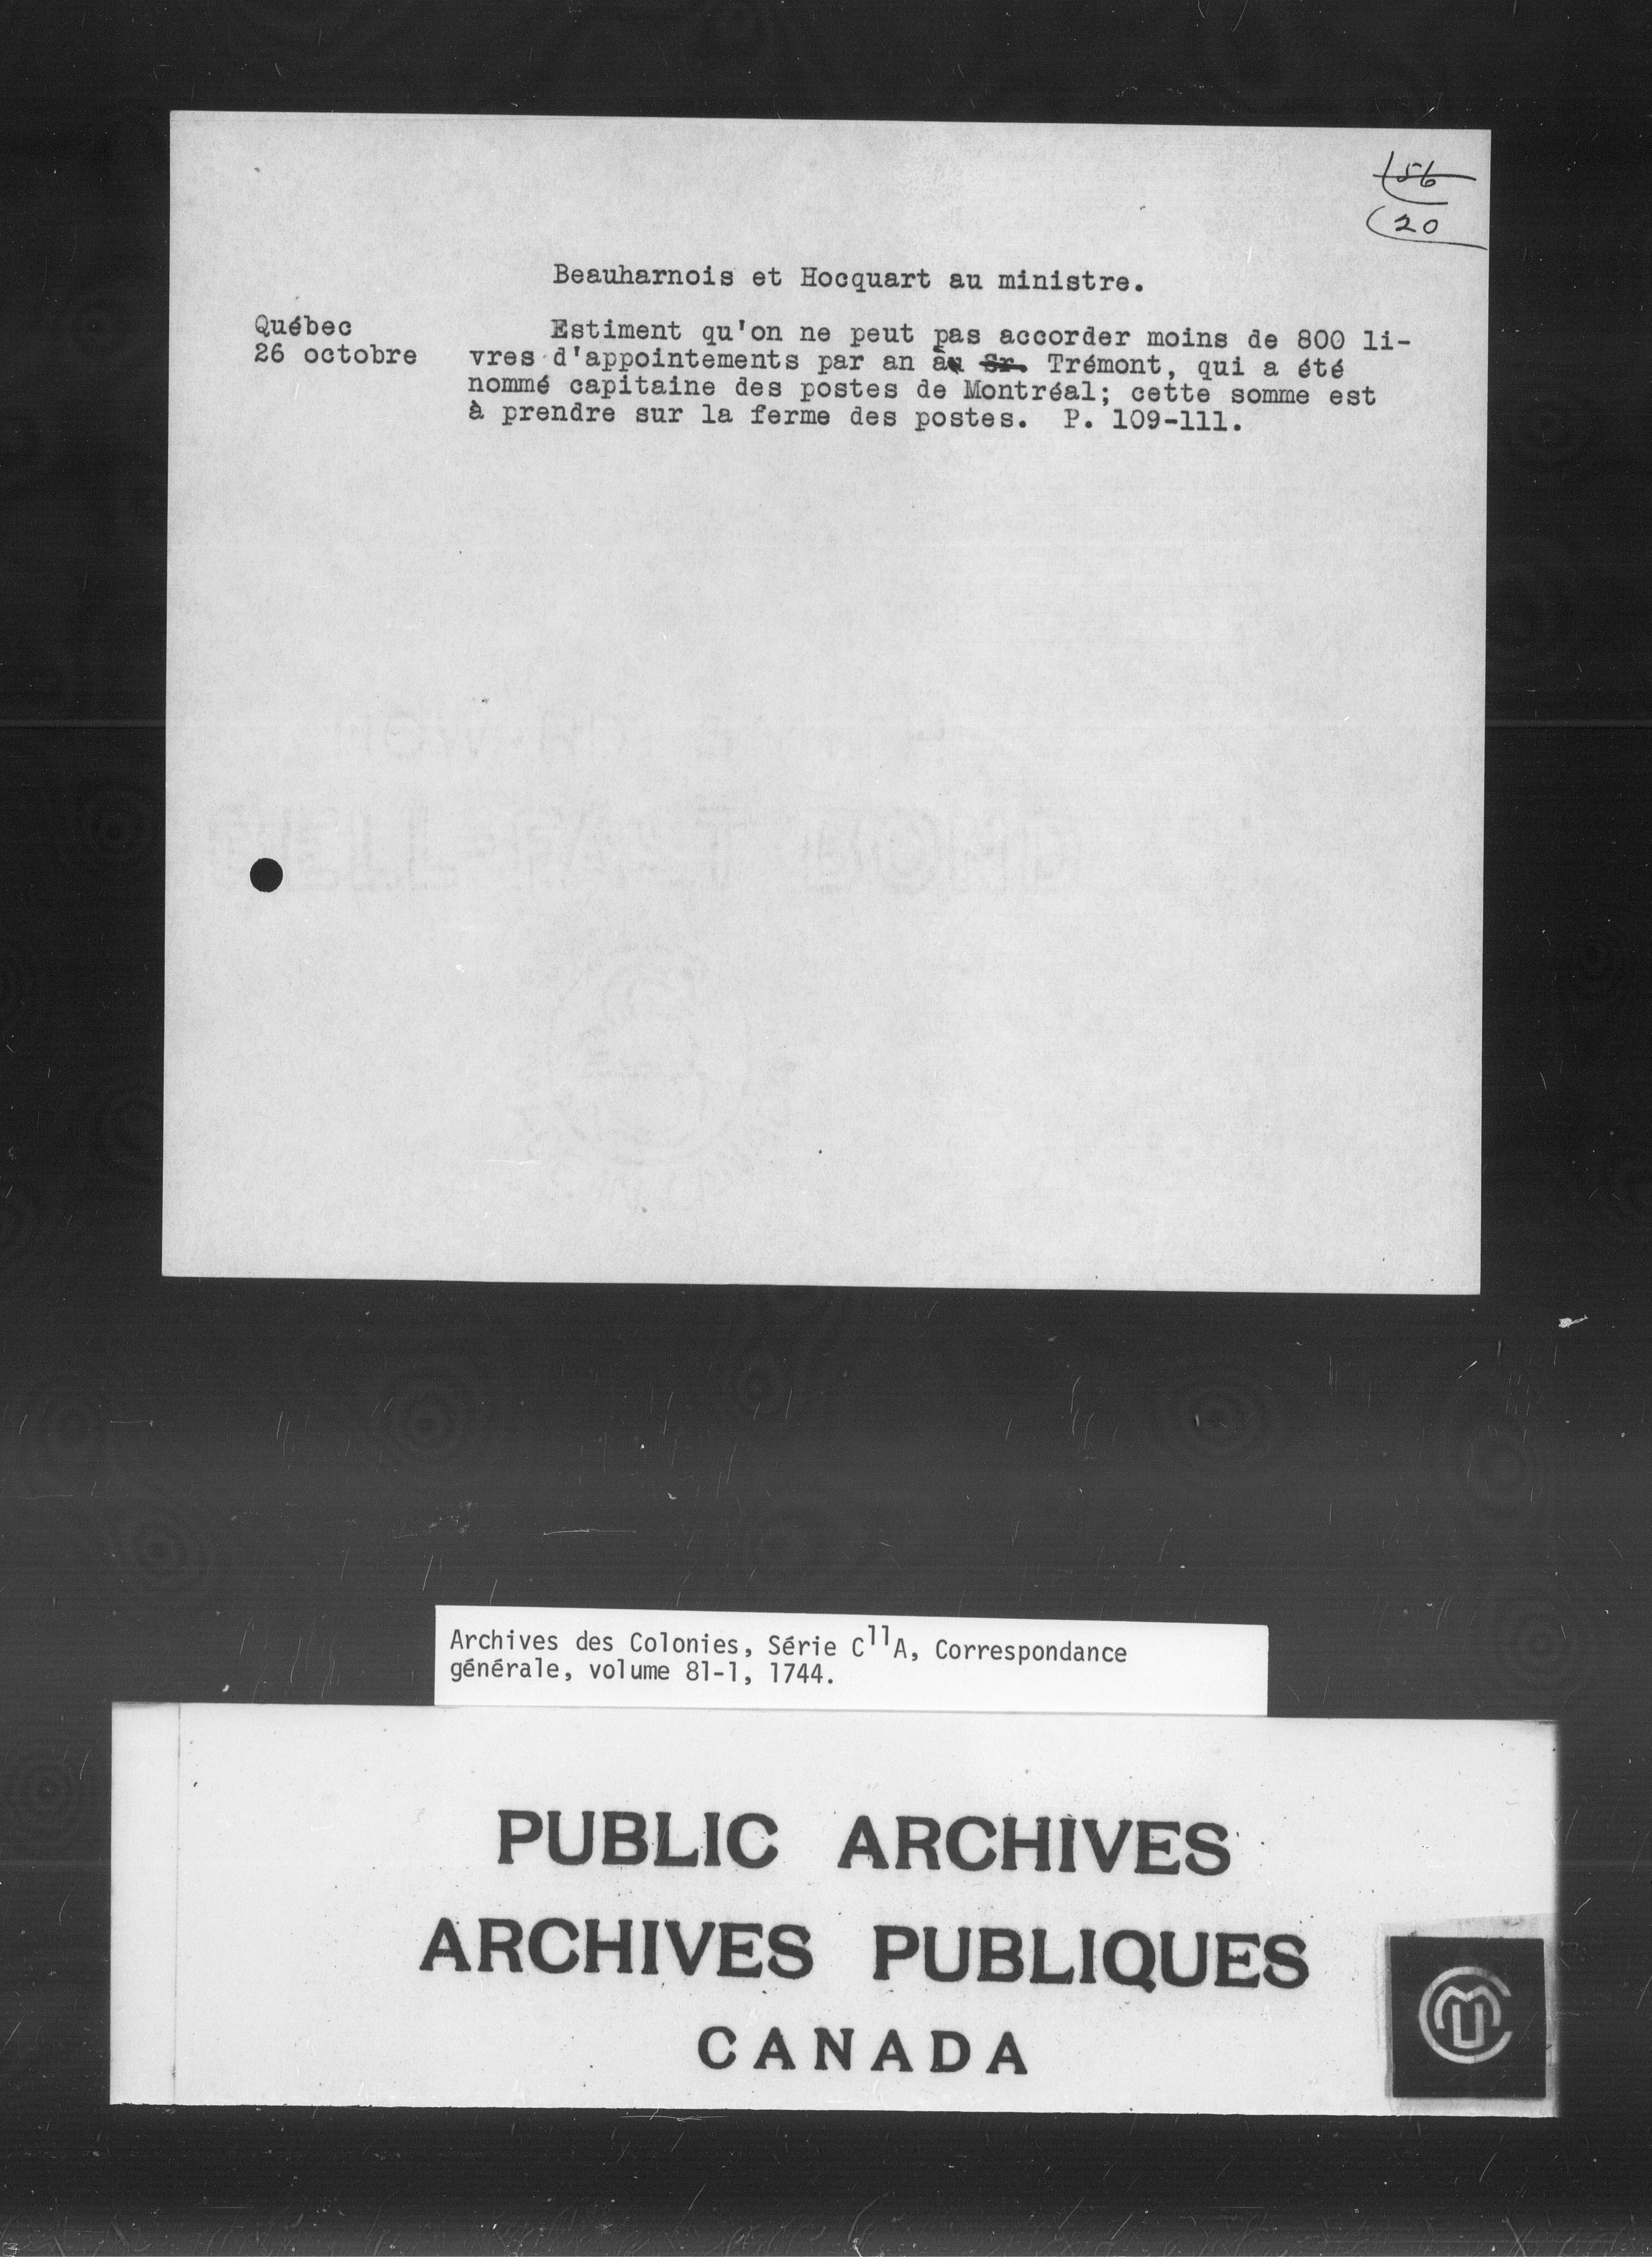 156
20
Beauharnois et Hocquart au ministre.
Québec
26 octobre
Estiment qu'on ne peut pas accorder moins de 800 li-
vres d'appointements par an à Sr. Trémont, qui a été
nommé capitaine des postes de Montréal; cette somme est
à prendre sur la ferme des postes. P. 109-111.
Archives des Colonies, Série C11A, Correspondance
générale, volume 81-1, 1744.
PUBLIC ARCHIVES
ARCHIVES PUBLIQUES
CANADA